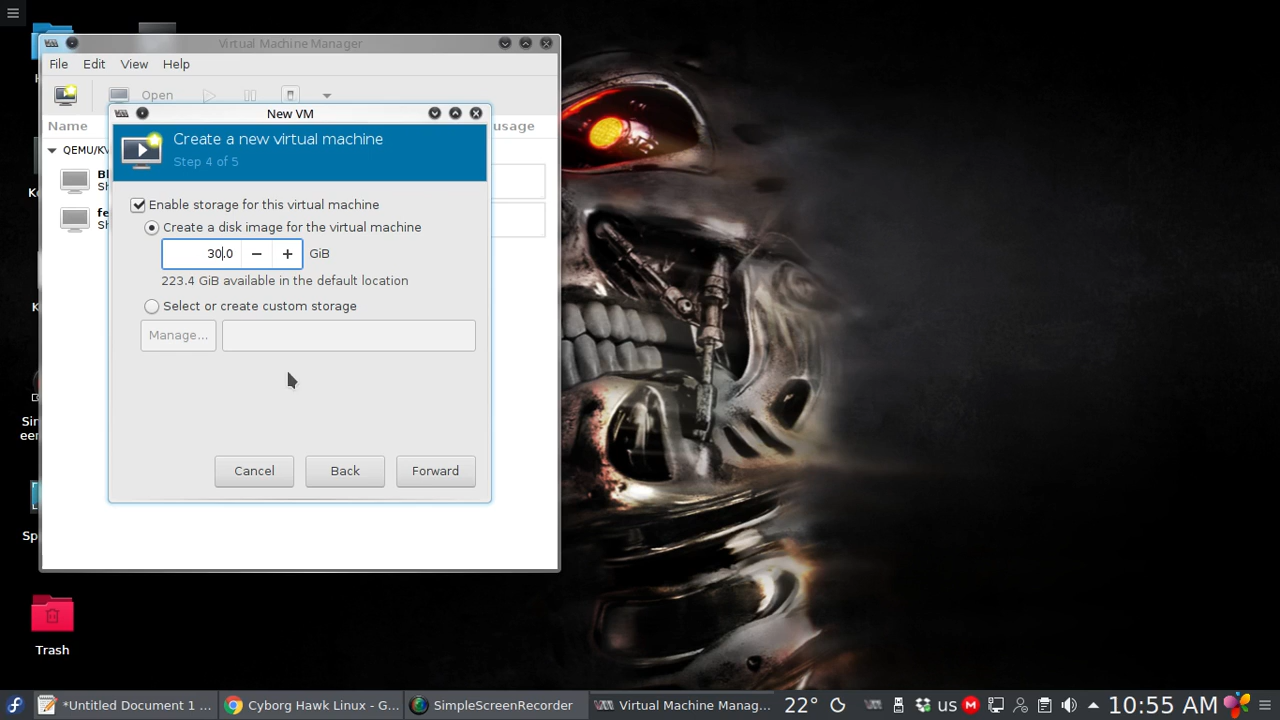 Virtual Machine Manager
File Edit View Help
Open
New VM
Name
usage
Create a new virtual machine
Step 4 of 5
QEMU/KV
Enable storage for this virtual machine
Create a disk image for the virtual machine
30.0 − + GiB
223.4 GiB available in the default location
Select or create custom storage
Manage...
Cancel Back Forward
Trash
*Untitled Document 1 ...
Cyborg Hawk Linux - G...
SimpleScreenRecorder
Virtual Machine Manag...
22°
us
10:55 AM